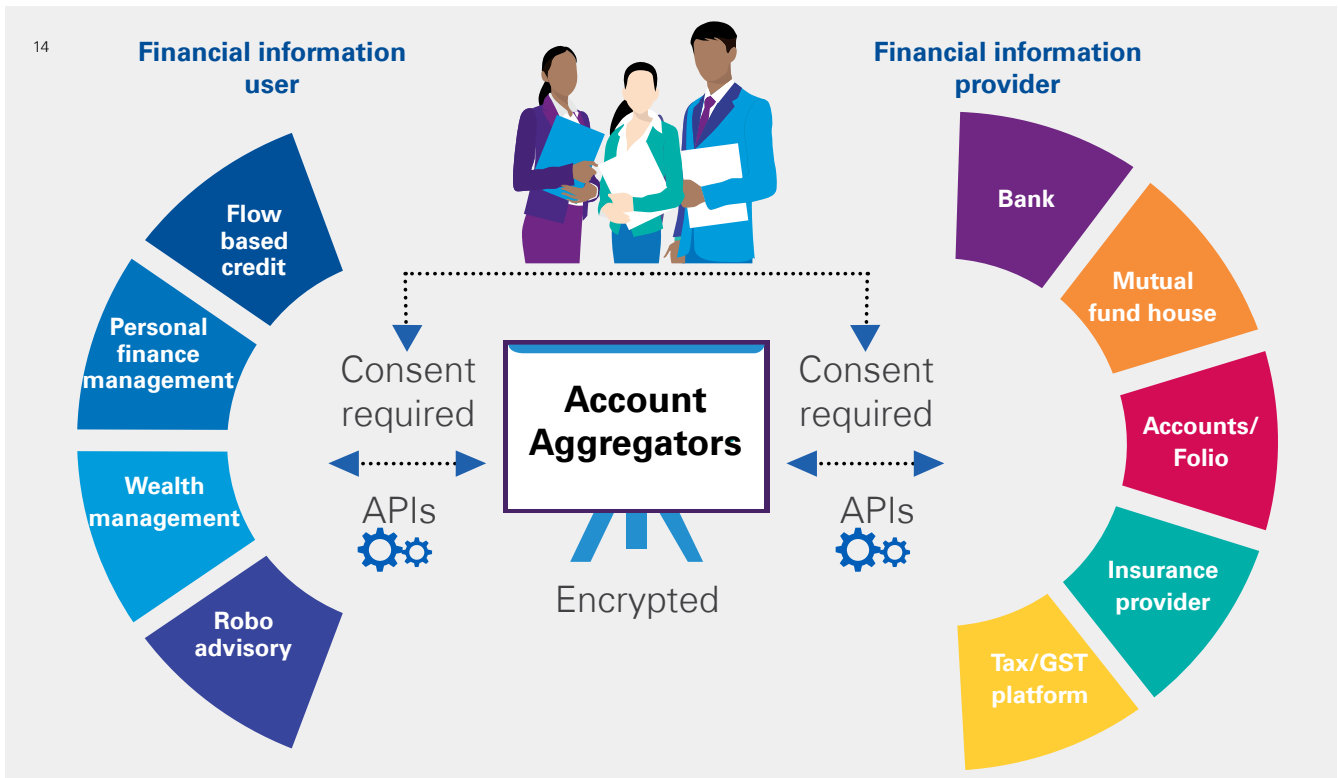 14
Financial information
user
Financial information
provider
Flow
based
credit
Personal
finance
management
Wealth
management
Robo
advisory
Consent
required
APIs
Account
Aggregators
Encrypted
Consent
required
APIs
Bank
Mutual
fund house
Accounts/
Folio
Insurance
provider
Tax/GST
platform